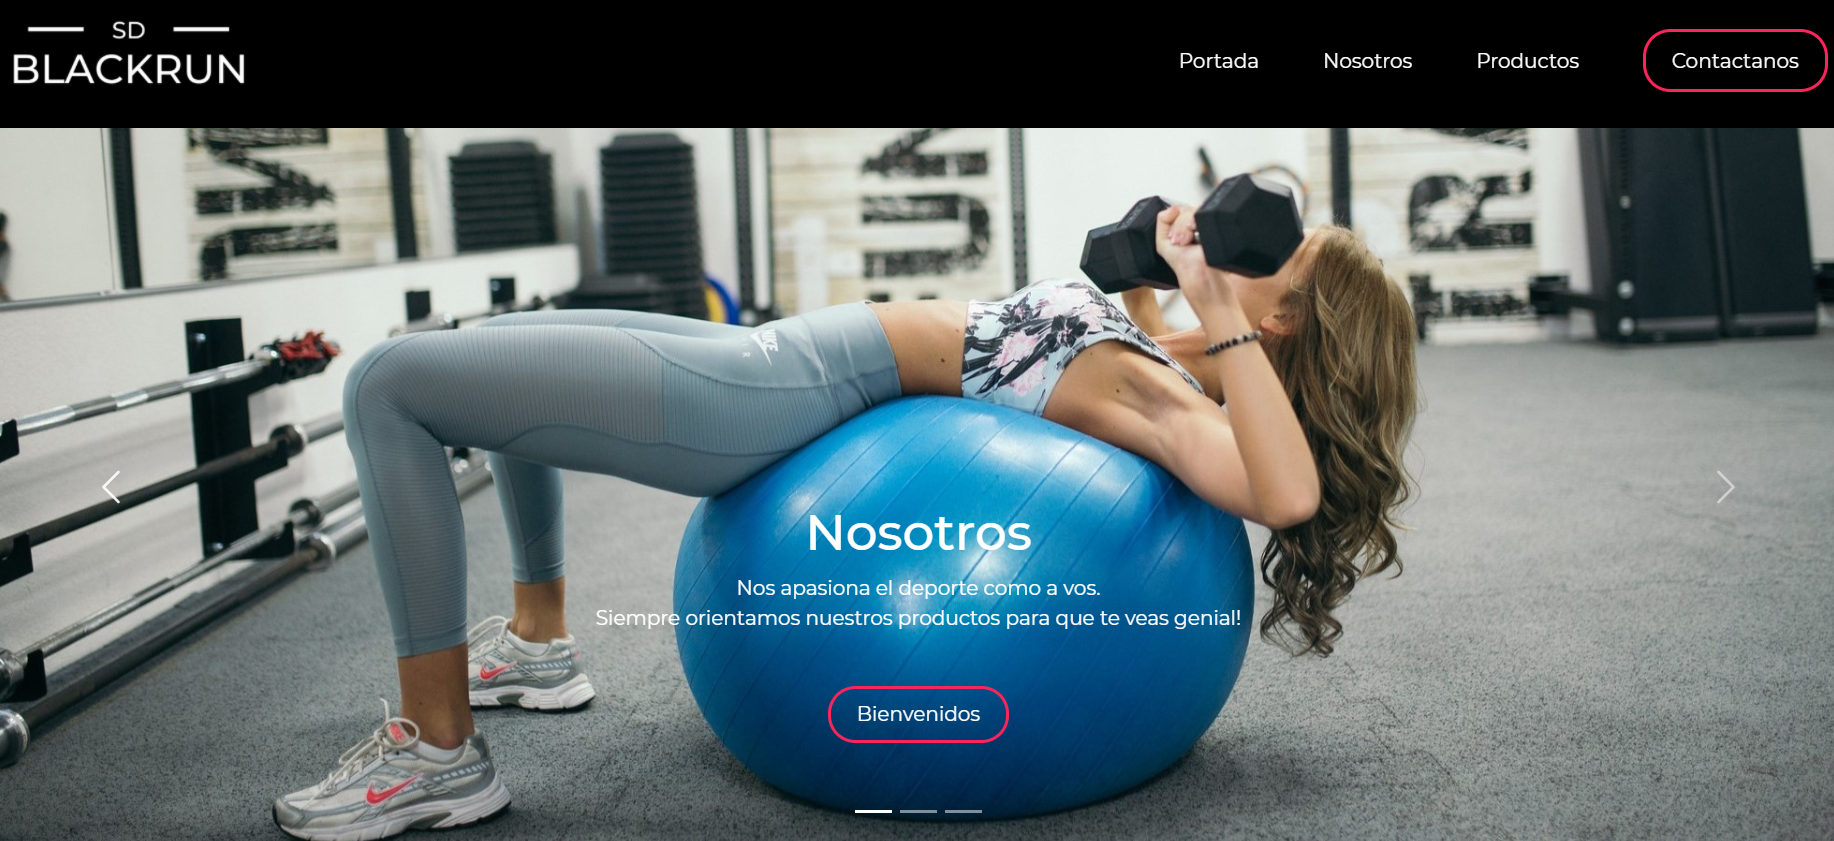 SD
BLACKRUN
Portada
Nosotros
Productos
Contactanos
NIKE
Nosotros
Nos apasiona el deporte como a vos.
Siempre orientamos nuestros productos para que te veas genial!
Bienvenidos